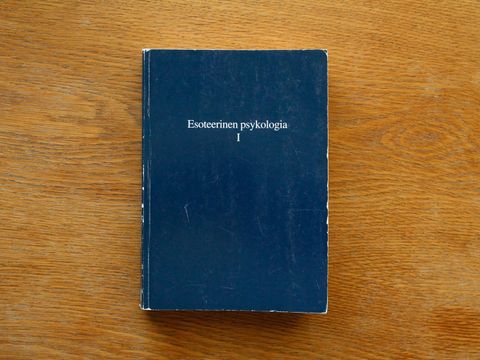 Esoteerinen psykologia
I